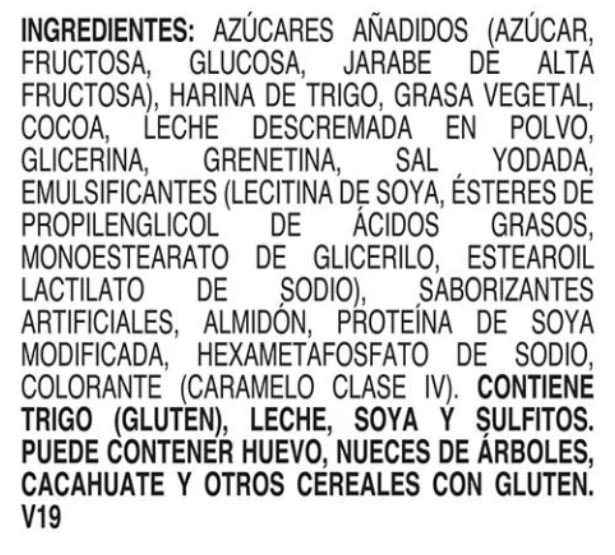 INGREDIENTES: AZÚCARES AÑADIDOS (AZÚCAR,
FRUCTOSA, GLUCOSA, JARABE DE ALTA
FRUCTOSA), HARINA DE TRIGO, GRASA VEGETAL,
COCOA, LECHE DESCREMADA EN POLVO,
GLICERINA, GRENETINA, SAL YODADA,
EMULSIFICANTES (LECITINA DE SOYA, ÉSTERES DE
PROPILENGLICOL DE ÁCIDOS GRASOS,
MONOESTEARATO DE GLICERILO, ESTEAROIL
LACTILATO DE SODIO), SABORIZANTES
ARTIFICIALES, ALMIDÓN, PROTEÍNA DE SOYA
MODIFICADA, HEXAMETAFOSFATO DE SODIO,
COLORANTE (CARAMELO CLASE IV). CONTIENE
TRIGO (GLUTEN), LECHE, SOYA Y SULFITOS.
PUEDE CONTENER HUEVO, NUECES DE ÁRBOLES,
CACAHUATE Y OTROS CEREALES CON GLUTEN.
V19